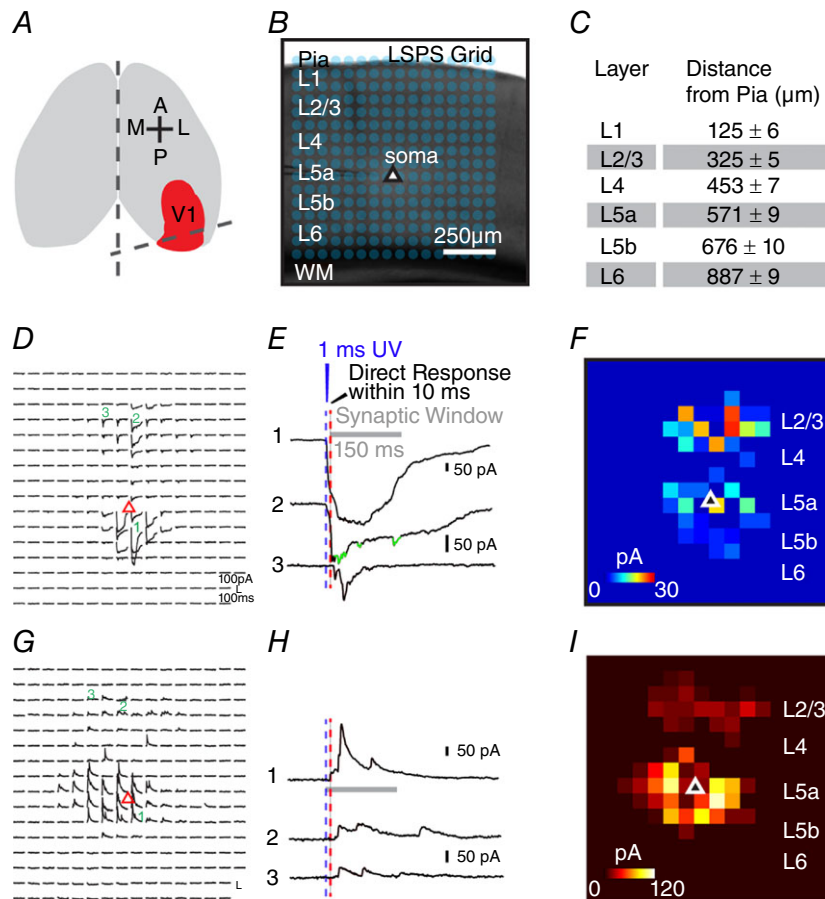 A
A
M L
P
V1
B
LSPS Grid
Pia
L1
L2/3
L4
soma
L5a
L5b
L6
250µm
WM
C
Layer Distance from Pia (µm)
L1 125 ± 6
L2/3 325 ± 5
L4 453 ± 7
L5a 571 ± 9
L5b 676 ± 10
L6 887 ± 9
D
3 2
1
100pA
L
100ms
E
1 ms UV
Direct Response
within 10 ms
Synaptic Window
1
150 ms
50 pA
2
50 pA
3
F
L2/3
L4
L5a
L5b
pA
L6
0 30
G
3
2
1
L
H
50 pA
1
2
50 pA
3
I
L2/3
L4
L5a
L5b
pA
L6
0 120